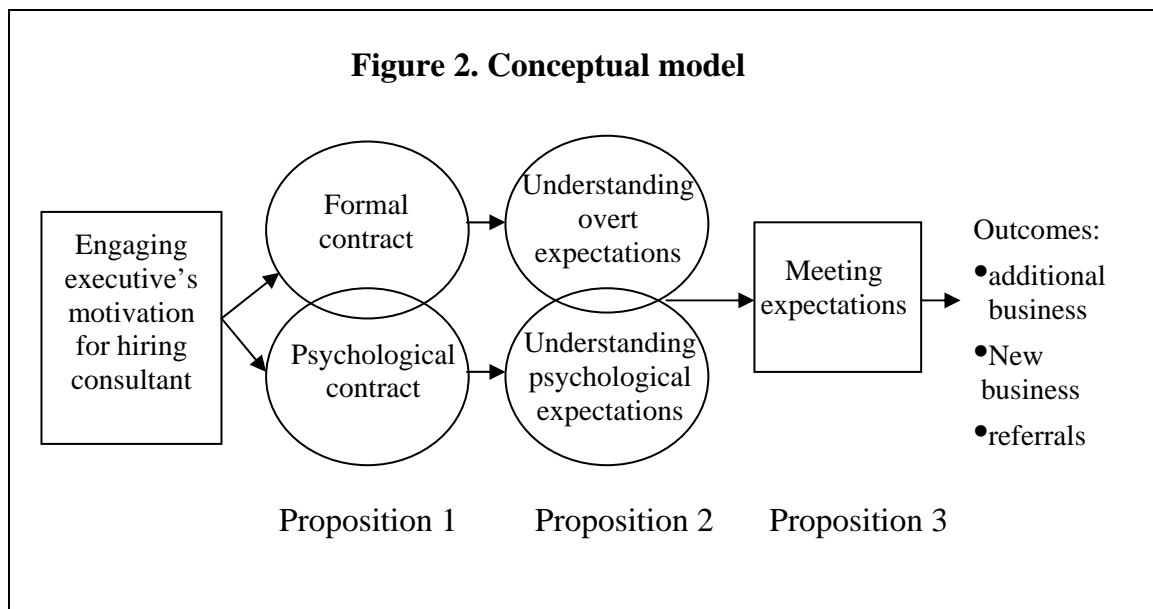 Figure 2. Conceptual model
Engaging
executive’s
motivation
for hiring
consultant
Formal
contract
Psychological
contract
Understanding
overt
expectations
Understanding
psychological
expectations
Meeting
expectations
Outcomes:
•additional
business
•New
business
•referrals
Proposition 1
Proposition 2
Proposition 3